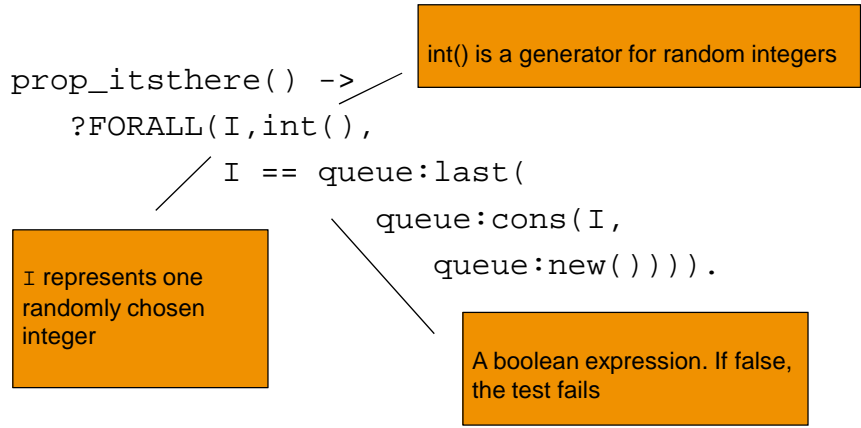 int() is a generator for random integers
prop_itsthere() ->
?FORALL(I,int(),
I == queue:last(
queue:cons(I,
queue:new()))).
I represents one
randomly chosen
integer
A boolean expression. If false,
the test fails